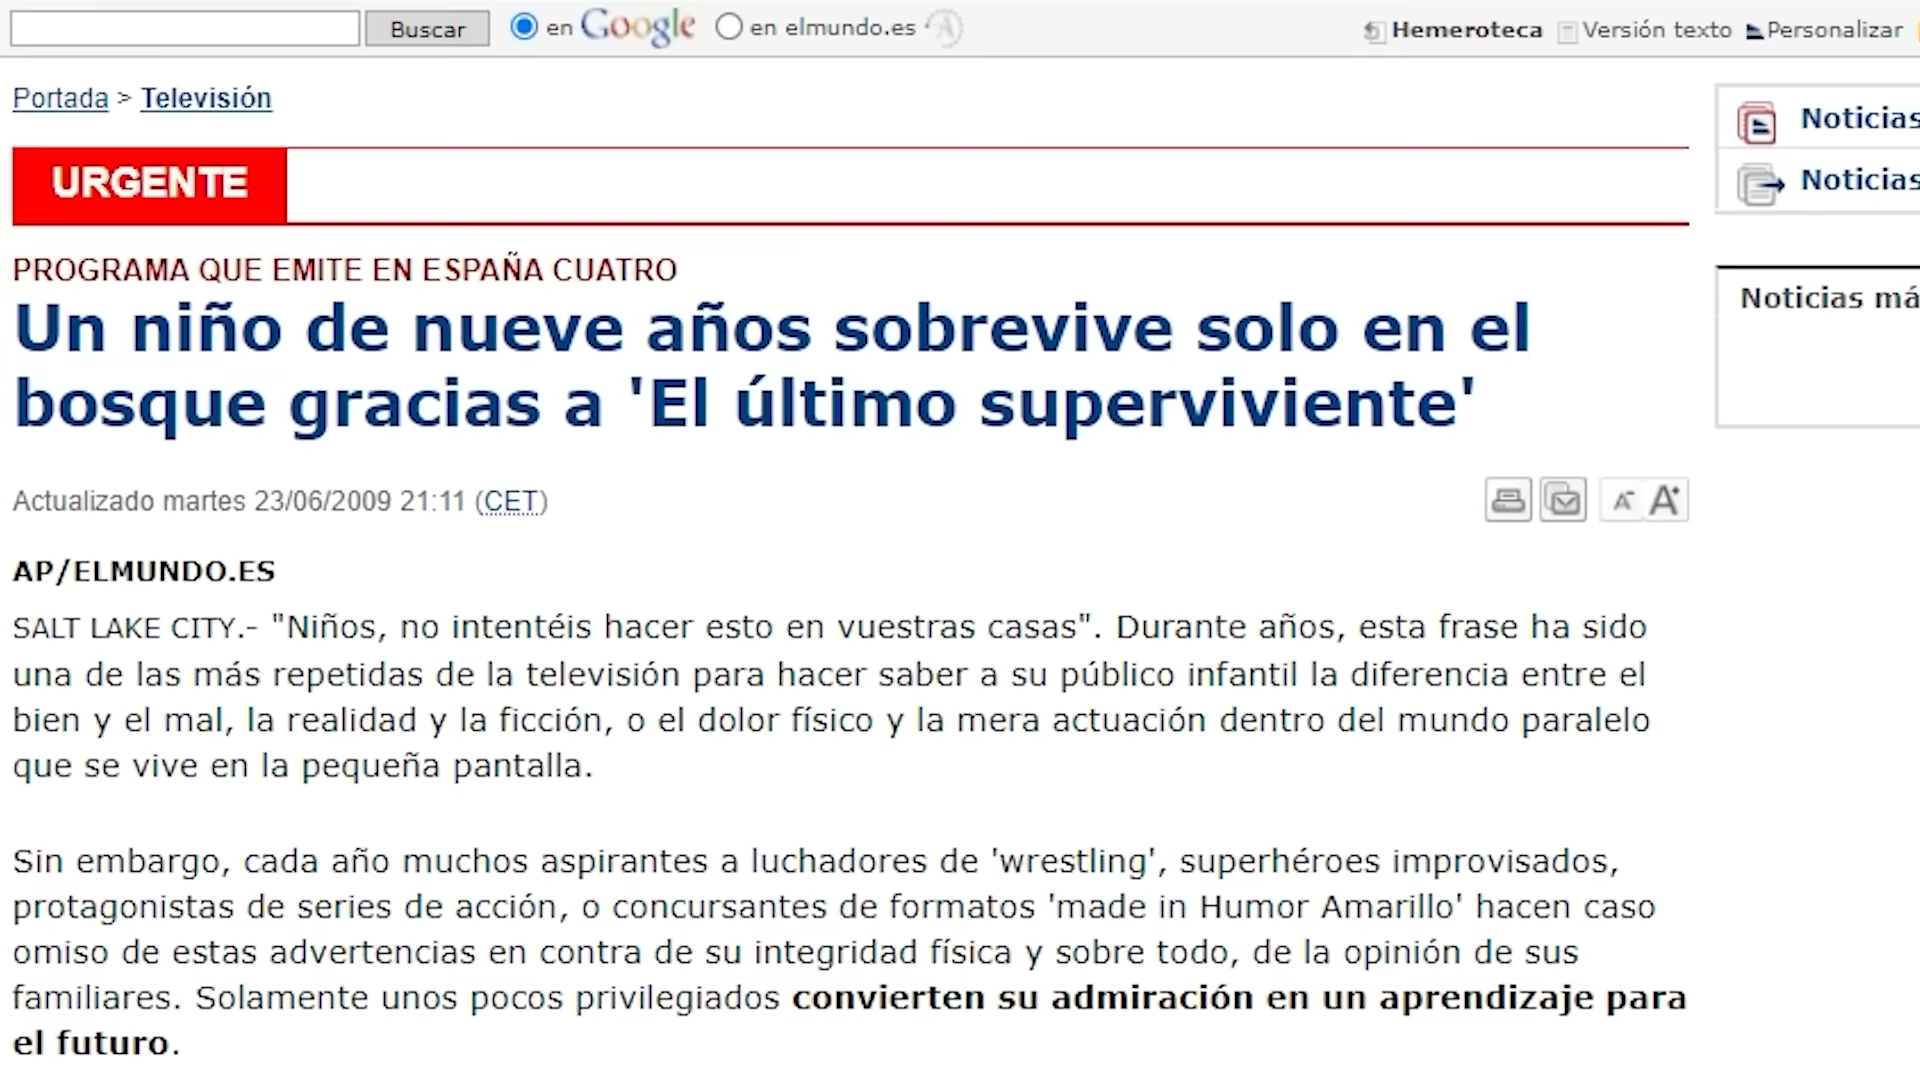 Buscar en Google en elmundo.es Hemeroteca Versión texto Personalizar
Portada > Televisión
Noticias
Noticias
URGENTE
PROGRAMA QUE EMITE EN ESPAÑA CUATRO
Noticias má
Un niño de nueve años sobrevive solo en el
bosque gracias a 'El último superviviente'
Actualizado martes 23/06/2009 21:11 (CET)
A- A+
AP/ELMUNDO.ES
SALT LAKE CITY.- "Niños, no intentéis hacer esto en vuestras casas". Durante años, esta frase ha sido
una de las más repetidas de la televisión para hacer saber a su público infantil la diferencia entre el
bien y el mal, la realidad y la ficción, o el dolor físico y la mera actuación dentro del mundo paralelo
que se vive en la pequeña pantalla.
Sin embargo, cada año muchos aspirantes a luchadores de 'wrestling', superhéroes improvisados,
protagonistas de series de acción, o concursantes de formatos 'made in Humor Amarillo' hacen caso
omiso de estas advertencias en contra de su integridad física y sobre todo, de la opinión de sus
familiares. Solamente unos pocos privilegiados convierten su admiración en un aprendizaje para
el futuro.